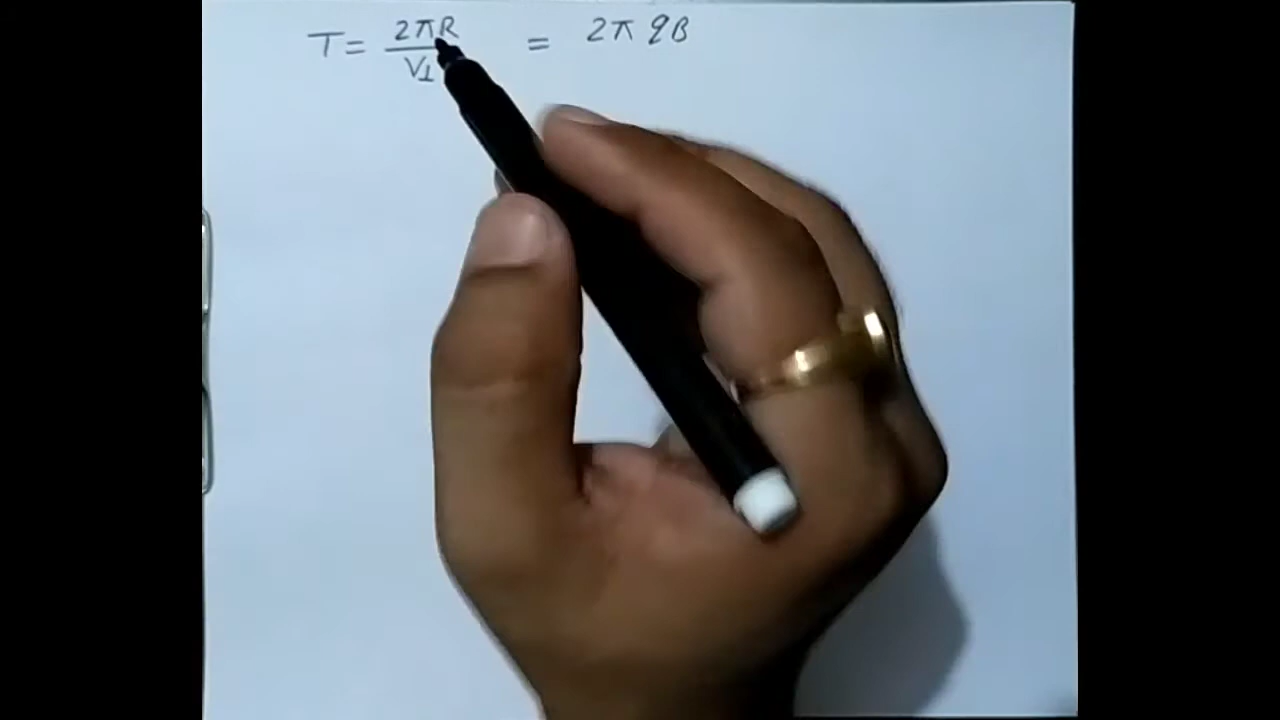 T = 2πR / V⊥ = 2π qB